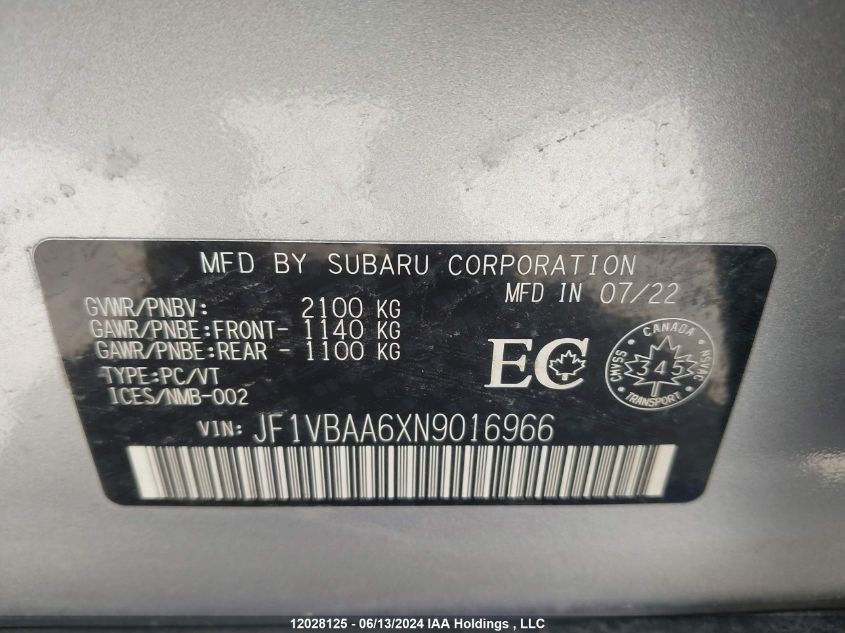 MFD BY SUBARU CORPORATION
MFD IN 07/22
GVWR/PNBV: 2100 KG
GAWR/PNBE:FRONT- 1140 KG
GAWR/PNBE:REAR - 1100 KG
TYPE:PC/VT
ICES/NMB-002
EC
CANADA
CMVSS 345 NSVAC
TRANSPORT
VIN: JF1VBAA6XN9016966
12028125 - 06/13/2024 IAA Holdings , LLC